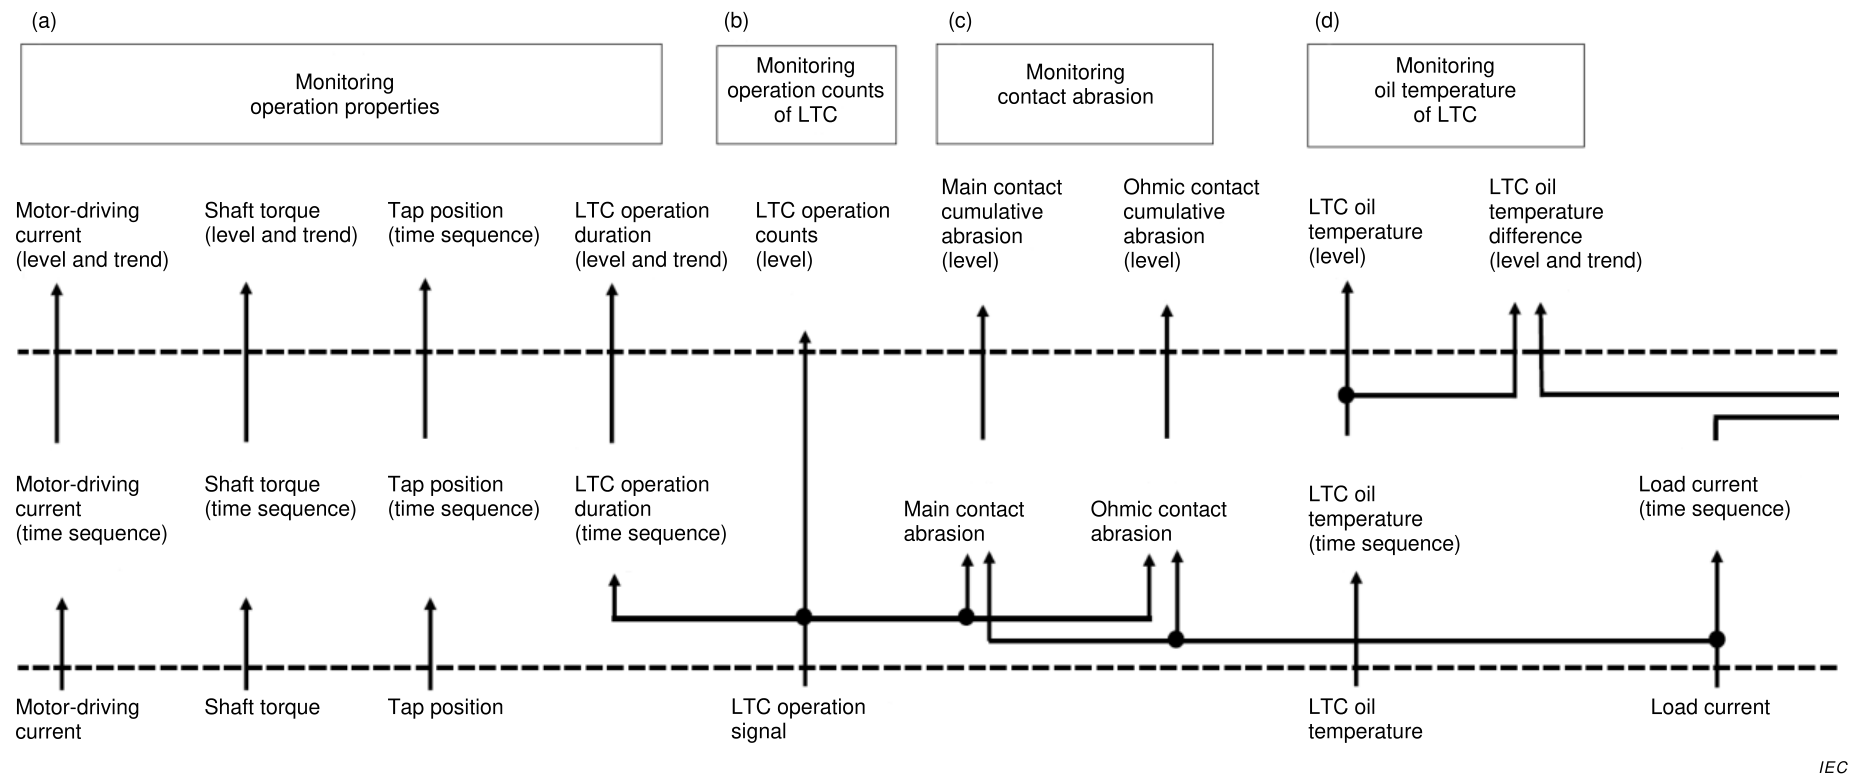 (a)
(b)
(c)
(d)
Monitoring
operation properties
Monitoring
operation counts
of LTC
Monitoring
contact abrasion
Monitoring
oil temperature
of LTC
Motor-driving
current
(level and trend)
Shaft torque
(level and trend)
Tap position
(time sequence)
LTC operation
duration
(level and trend)
LTC operation
counts
(level)
Main contact
cumulative
abrasion
(level)
Ohmic contact
cumulative
abrasion
(level)
LTC oil
temperature
(level)
LTC oil
temperature
difference
(level and trend)
Motor-driving
current
(time sequence)
Shaft torque
(time sequence)
Tap position
(time sequence)
LTC operation
duration
(time sequence)
Main contact
abrasion
Ohmic contact
abrasion
LTC oil
temperature
(time sequence)
Load current
(time sequence)
Motor-driving
current
Shaft torque
Tap position
LTC operation
signal
LTC oil
temperature
Load current
IEC